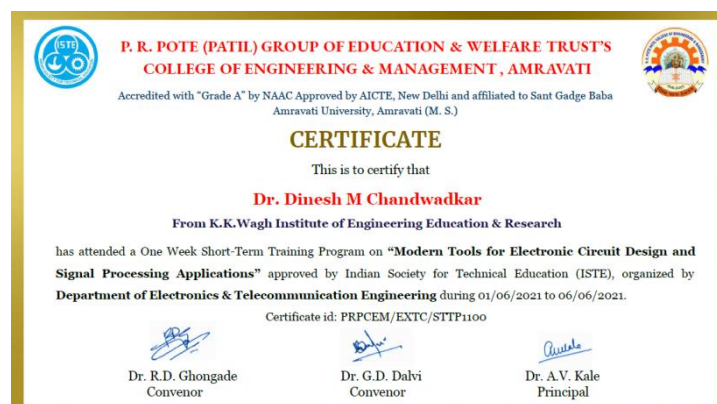 ISTE
P. R. POTE (PATIL) GROUP OF EDUCATION & WELFARE TRUST'S
COLLEGE OF ENGINEERING & MANAGEMENT , AMRAVATI
Accredited with "Grade A" by NAAC Approved by AICTE, New Delhi and affiliated to Sant Gadge Baba
Amravati University, Amravati (M. S.)
CERTIFICATE
This is to certify that
Dr. Dinesh M Chandwadkar
From K.K.Wagh Institute of Engineering Education & Research
has attended a One Week Short-Term Training Program on "Modern Tools for Electronic Circuit Design and
Signal Processing Applications" approved by Indian Society for Technical Education (ISTE), organized by
Department of Electronics & Telecommunication Engineering during 01/06/2021 to 06/06/2021.
Certificate id: PRPCEM/EXTC/STTP1100
Dr. R.D. Ghongade
Convenor
Dr. G.D. Dalvi
Convenor
Dr. A.V. Kale
Principal